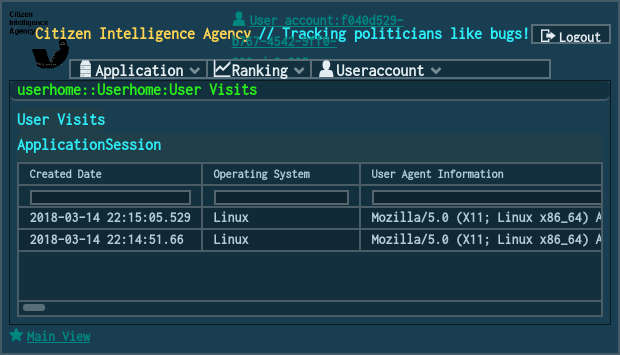 Citizen
Intelligence
Agency
User account:f040d529-
Citizen Intelligence Agency // Tracking politicians like bugs!
Logout
Application
Ranking
Useraccount
userhome::Userhome:User Visits
User Visits
ApplicationSession
Created Date Operating System User Agent Information
2018-03-14 22:15:05.529 Linux Mozilla/5.0 (X11; Linux x86_64) A
2018-03-14 22:14:51.66 Linux Mozilla/5.0 (X11; Linux x86_64) A
Main View